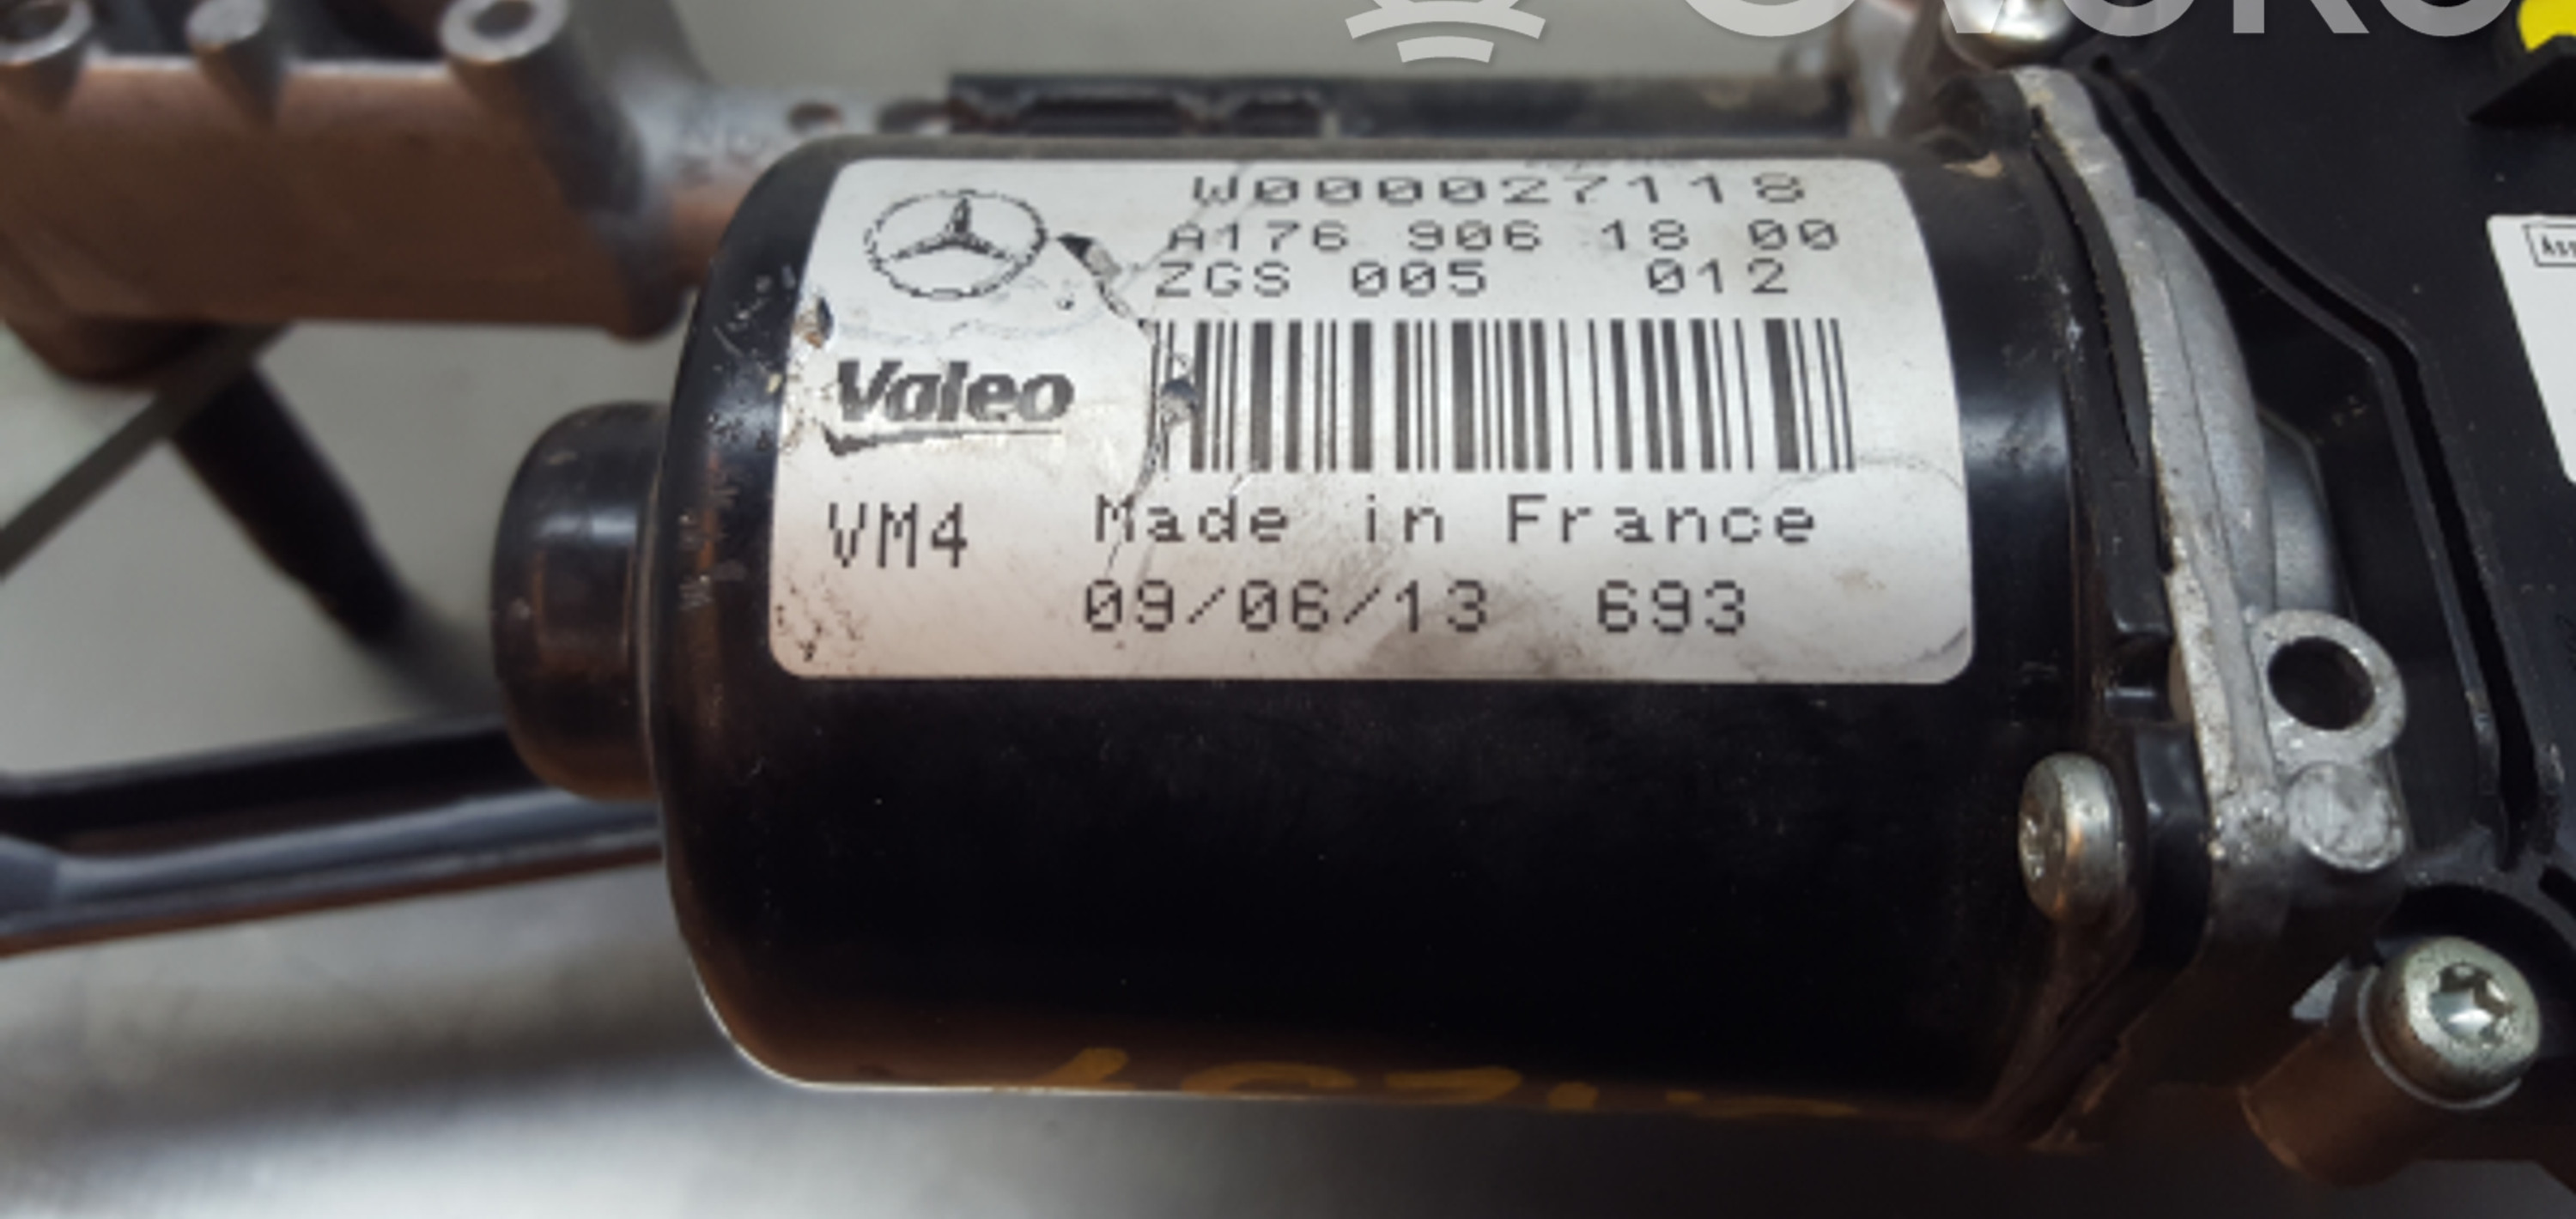 W000027118
A176 906 18 00
ZGS 005 012
Valeo
VM4 Made in France
09/06/13 693